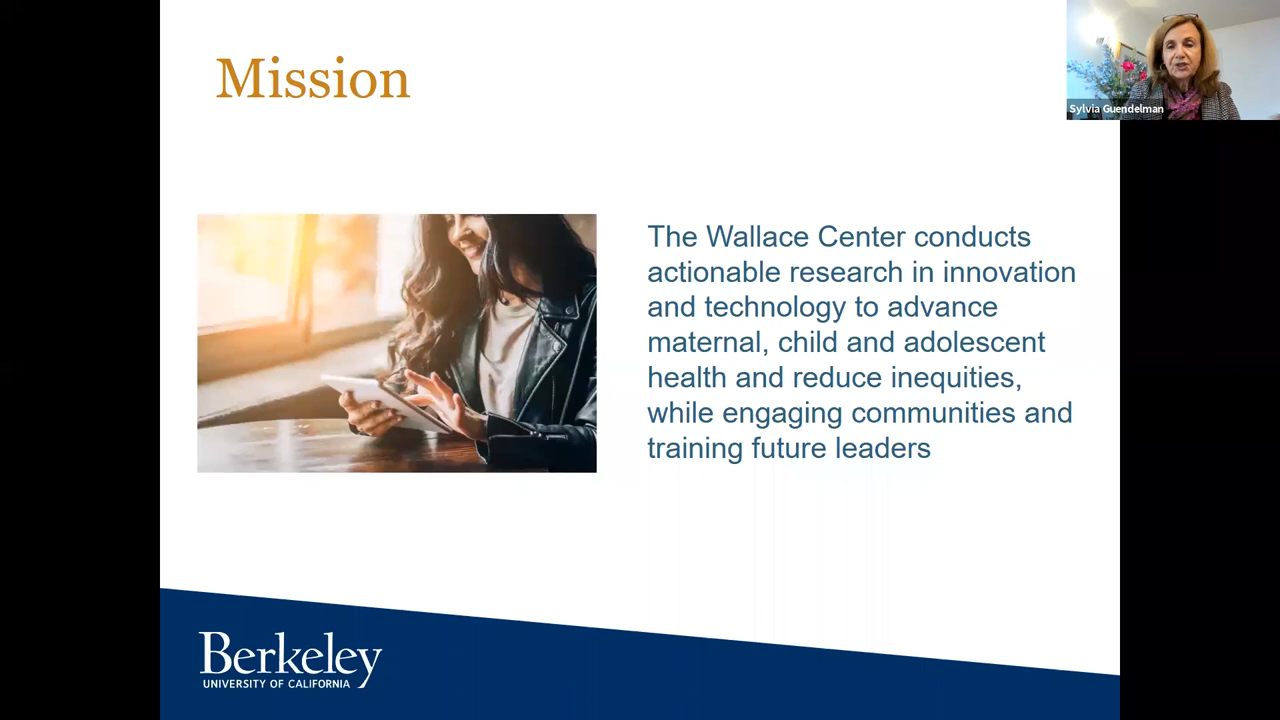 Mission
Sylvia Guendelman
The Wallace Center conducts
actionable research in innovation
and technology to advance
maternal, child and adolescent
health and reduce inequities,
while engaging communities and
training future leaders
Berkeley
UNIVERSITY OF CALIFORNIA